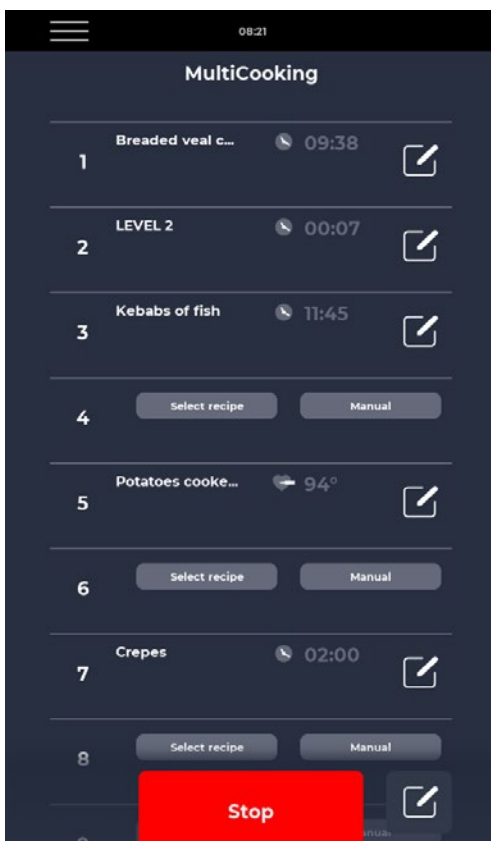 08:21
MultiCooking
1 Breaded veal c... 09:38
2 LEVEL 2 00:07
3 Kebabs of fish 11:45
4 Select recipe Manual
5 Potatoes cooke... 94°
6 Select recipe Manual
7 Crepes 02:00
8 Select recipe Manual
Stop